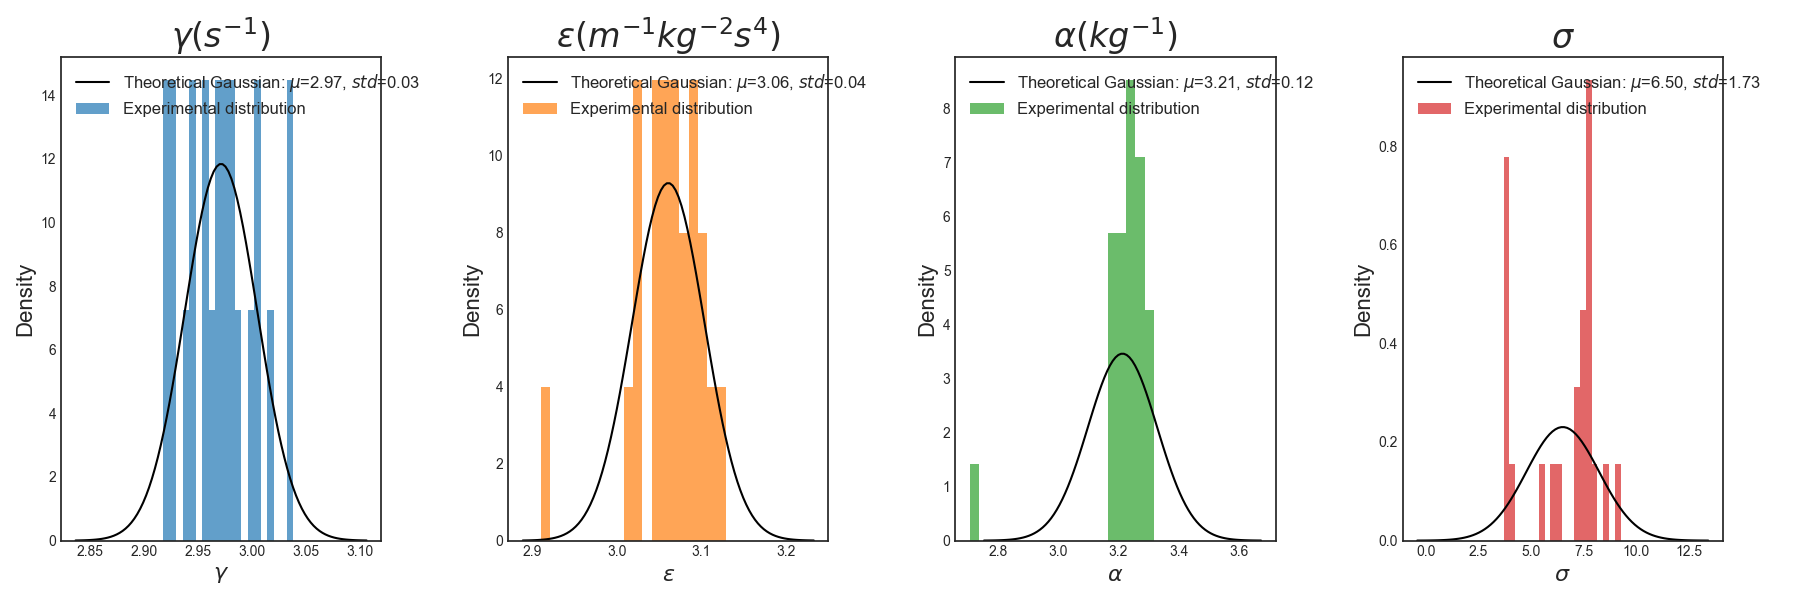 γ(s⁻¹)
Theoretical Gaussian: μ=2.97, std=0.03
Experimental distribution
Density
14
12
10
8
6
4
2
0
2.85 2.90 2.95 3.00 3.05 3.10
γ
ε(m⁻¹kg⁻²s⁴)
Theoretical Gaussian: μ=3.06, std=0.04
Experimental distribution
Density
12
10
8
6
4
2
0
2.9 3.0 3.1 3.2
ε
α(kg⁻¹)
Theoretical Gaussian: μ=3.21, std=0.12
Experimental distribution
Density
8
7
6
5
4
3
2
1
0
2.8 3.0 3.2 3.4 3.6
α
σ
Theoretical Gaussian: μ=6.50, std=1.73
Experimental distribution
Density
0.8
0.6
0.4
0.2
0.0
0.0 2.5 5.0 7.5 10.0 12.5
σ